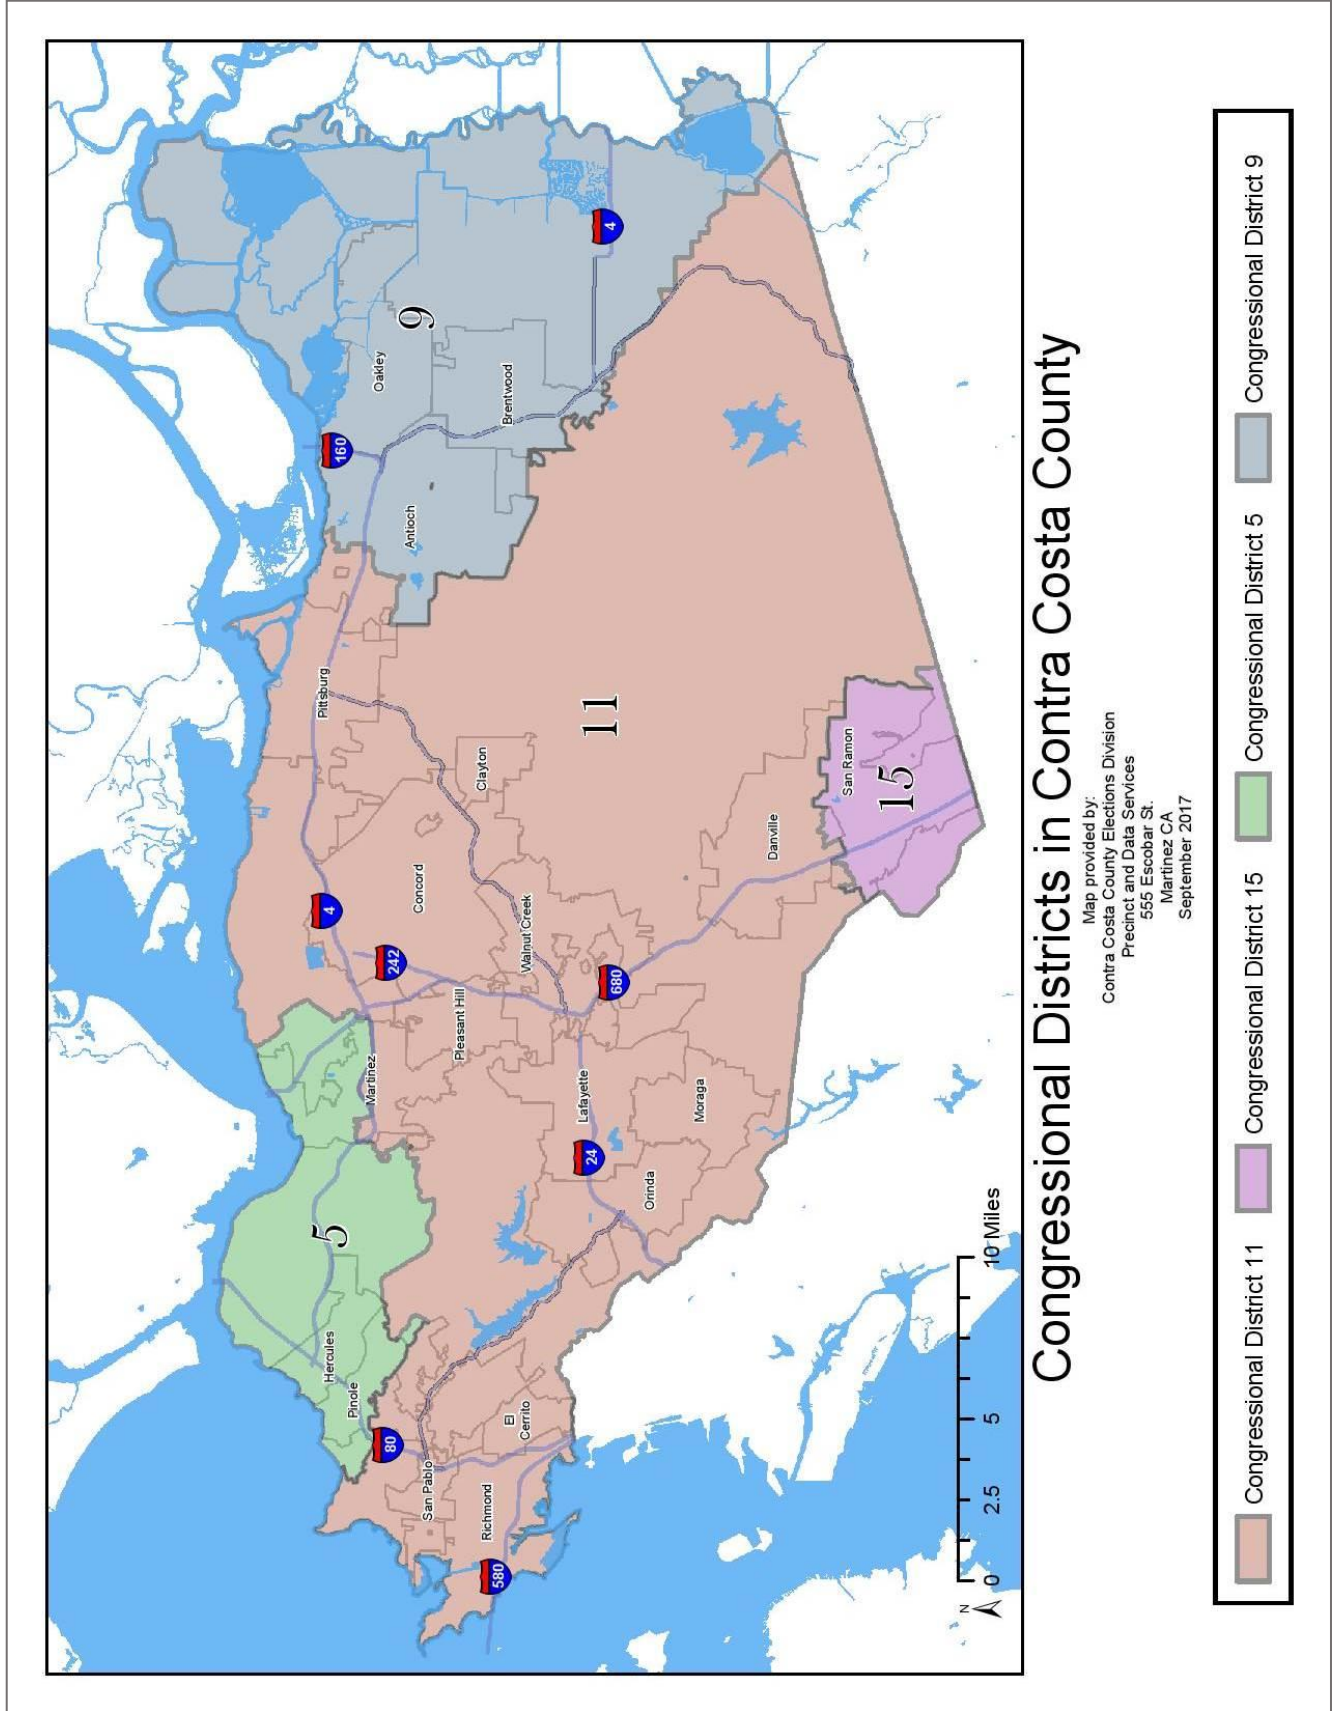 160
4
4
242
680
24
80
580
Pittsburg
Antioch
Oakley
Brentwood
Clayton
Concord
Walnut Creek
Pleasant Hill
Martinez
Lafayette
Moraga
Orinda
Danville
San Ramon
Hercules
Pinole
San Pablo
Richmond
El
Cerrito
5
9
11
15
N
0 2.5 5 10 Miles
Congressional Districts in Contra Costa County
Map provided by:
Contra Costa County Elections Division
Precinct and Data Services
555 Escobar St.
Martinez CA
September 2017
Congressional District 11 Congressional District 15 Congressional District 5 Congressional District 9